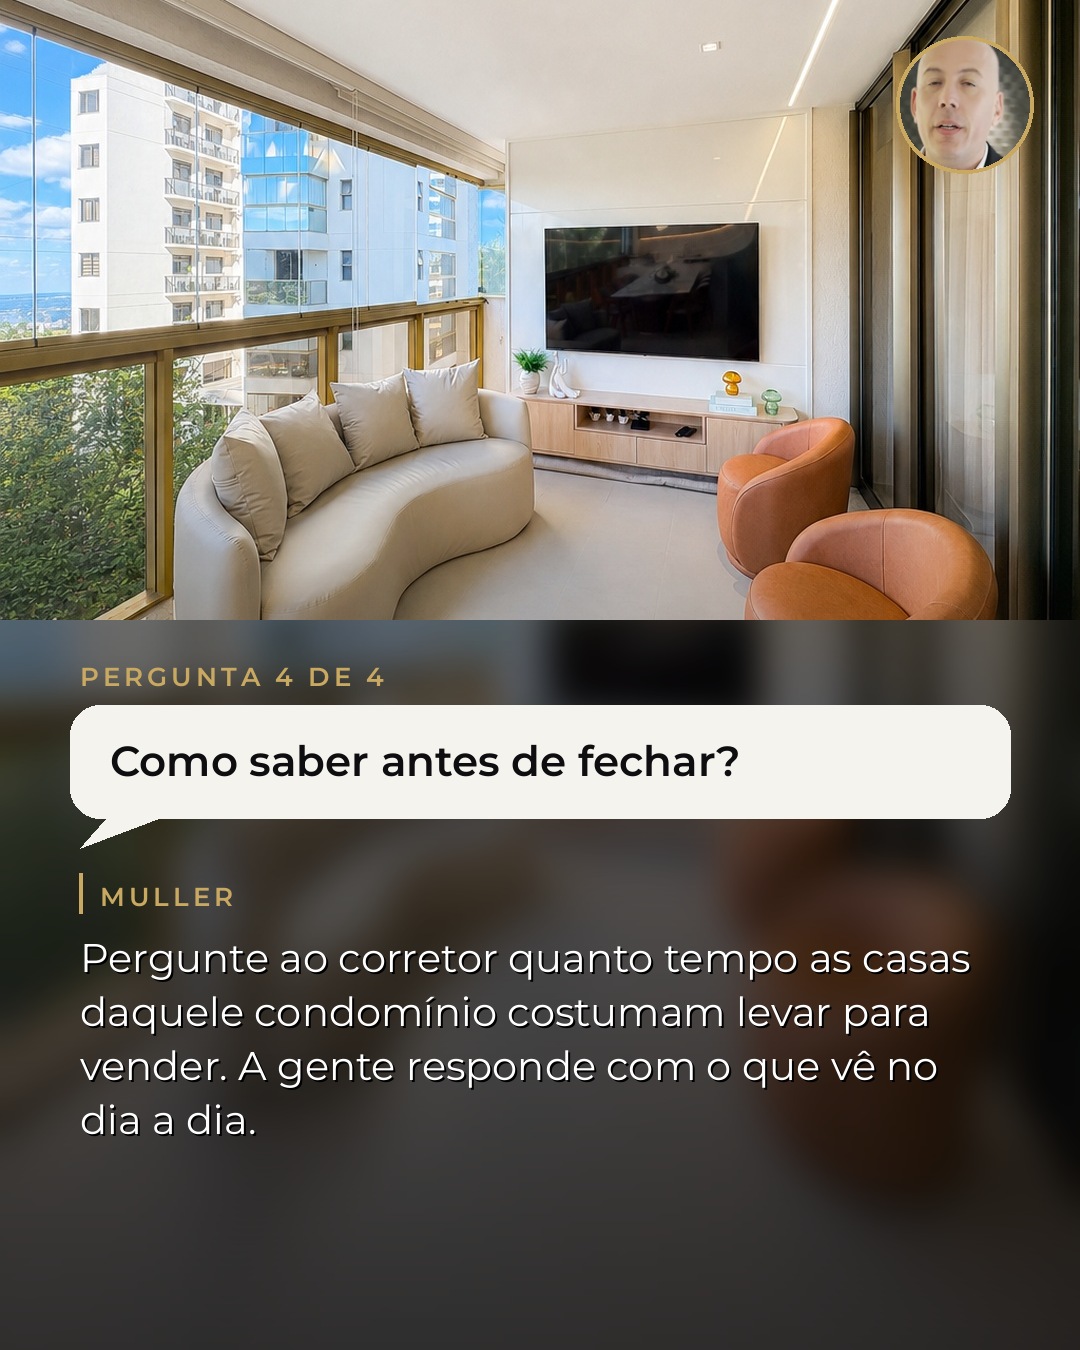 PERGUNTA 4 DE 4
Como saber antes de fechar?
MULLER
Pergunte ao corretor quanto tempo as casas
daquele condomínio costumam levar para
vender. A gente responde com o que vê no
dia a dia.